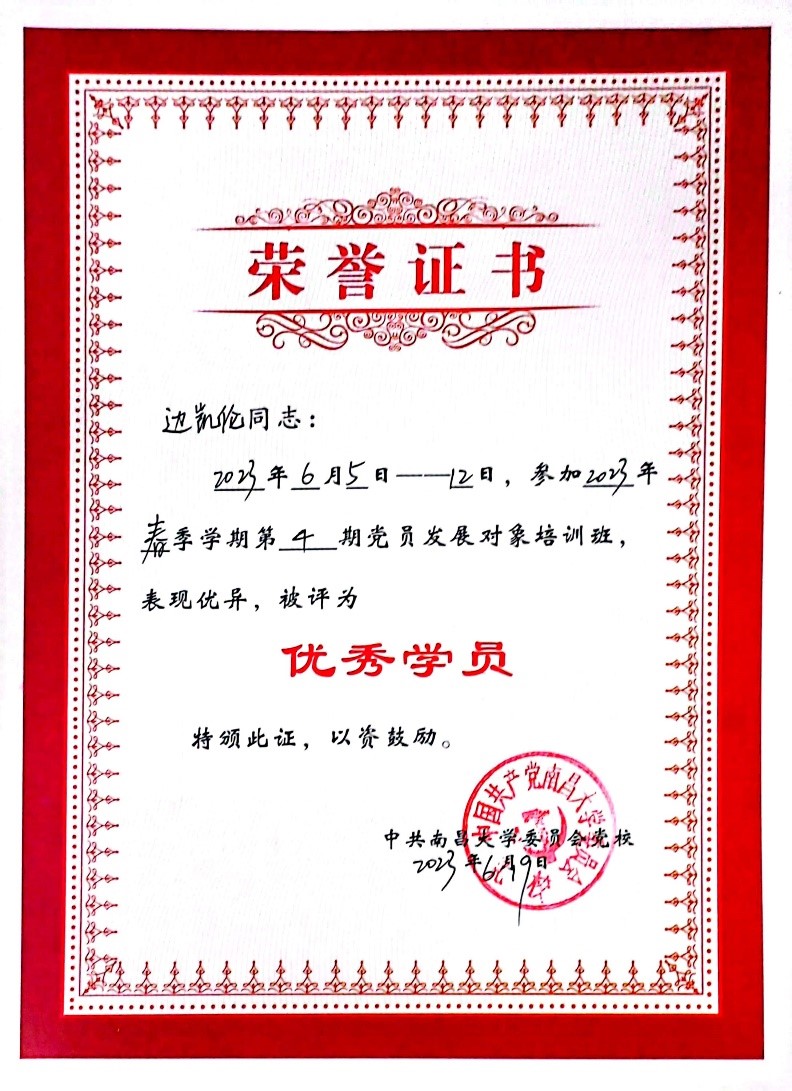 荣誉证书
边凯伦同志：
2023年6月5日——12日，参加2023年
春季学期第4期党员发展对象培训班，
表现优异，被评为
优秀学员
特颁此证，以资鼓励。
中共南昌大学委员会党校
2023年6月19日
中国共产党南昌大学委员会
党校